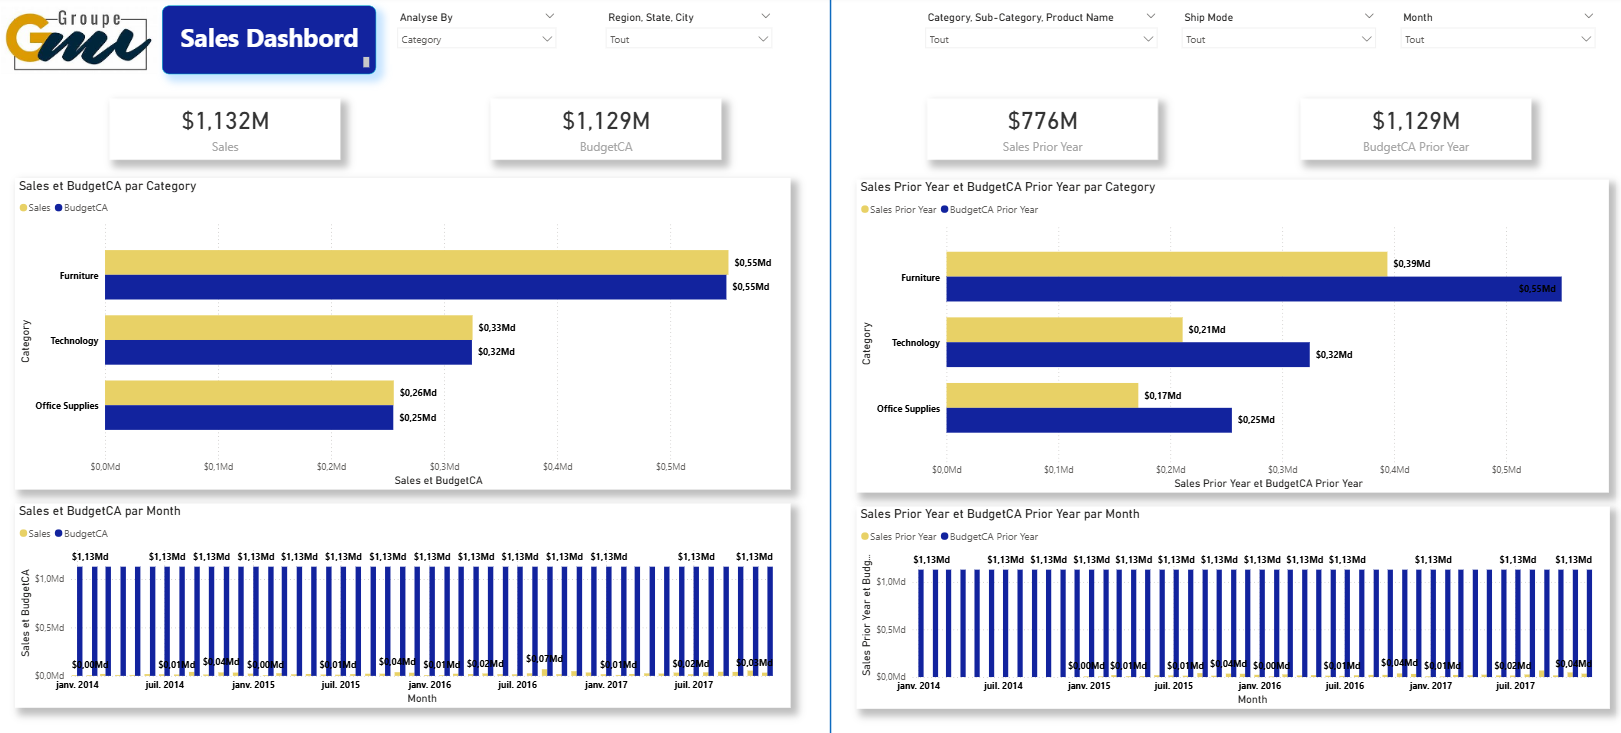 Groupe
Gmi
Sales Dashbord
Analyse By
Category
Region, State, City
Tout
Category, Sub-Category, Product Name
Tout
Ship Mode
Tout
Month
Tout
$1,132M
Sales
$1,129M
BudgetCA
$776M
Sales Prior Year
$1,129M
BudgetCA Prior Year
Sales et BudgetCA par Category
Sales BudgetCA
Category
Furniture
$0,55Md
$0,55Md
Technology
$0,33Md
$0,32Md
Office Supplies
$0,26Md
$0,25Md
$0,0Md $0,1Md $0,2Md $0,3Md $0,4Md $0,5Md
Sales et BudgetCA
Sales Prior Year et BudgetCA Prior Year par Category
Sales Prior Year BudgetCA Prior Year
Category
Furniture
$0,39Md
$0,55Md
Technology
$0,21Md
$0,32Md
Office Supplies
$0,17Md
$0,25Md
$0,0Md $0,1Md $0,2Md $0,3Md $0,4Md $0,5Md
Sales Prior Year et BudgetCA Prior Year
Sales et BudgetCA par Month
Sales BudgetCA
$1,13Md $1,13Md $1,13Md $1,13Md $1,13Md $1,13Md $1,13Md $1,13Md $1,13Md $1,13Md $1,13Md $1,13Md $1,13Md $1,13Md
Sales et BudgetCA
$1,0Md
$0,5Md
$0,0Md
$0,00Md $0,01Md $0,04Md $0,00Md $0,01Md $0,04Md $0,01Md $0,02Md $0,07Md $0,01Md $0,02Md
janv. 2014 juil. 2014 janv. 2015 juil. 2015 janv. 2016 juil. 2016 janv. 2017 juil. 2017
Month
Sales Prior Year et BudgetCA Prior Year par Month
Sales Prior Year BudgetCA Prior Year
$1,13Md $1,13Md $1,13Md $1,13Md $1,13Md $1,13Md $1,13Md $1,13Md $1,13Md $1,13Md $1,13Md $1,13Md $1,13Md
Sales Prior Year et Budg...
$1,0Md
$0,5Md
$0,0Md
$0,00Md $0,01Md $0,01Md $0,04Md $0,00Md $0,01Md $0,04Md $0,01Md $0,02Md $0,04Md
janv. 2014 juil. 2014 janv. 2015 juil. 2015 janv. 2016 juil. 2016 janv. 2017 juil. 2017
Month